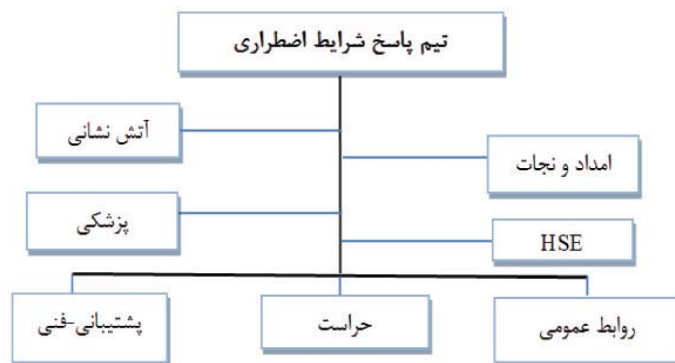 تیم پاسخ شرایط اضطراری
آتش نشانی
امداد و نجات
پزشکی
HSE
روابط عمومی
حراست
پشتیبانی-فنی